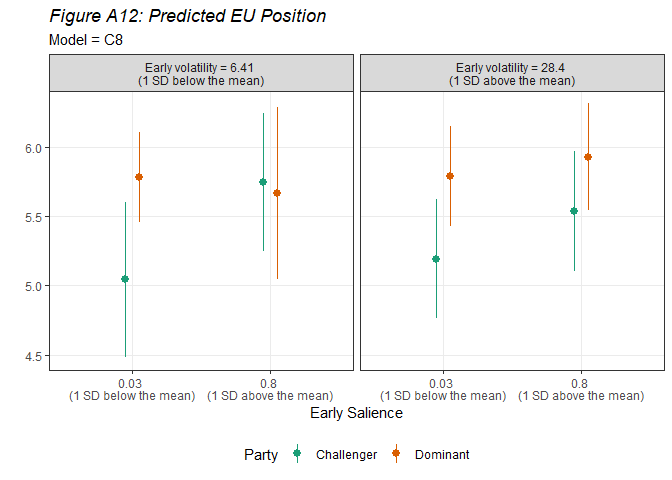 Figure A12: Predicted EU Position
Model = C8
Early volatility = 6.41
(1 SD below the mean)
Early volatility = 28.4
(1 SD above the mean)
6.0
5.5
5.0
4.5
0.03
(1 SD below the mean)
0.8
(1 SD above the mean)
0.03
(1 SD below the mean)
0.8
(1 SD above the mean)
Early Salience
Party Challenger Dominant